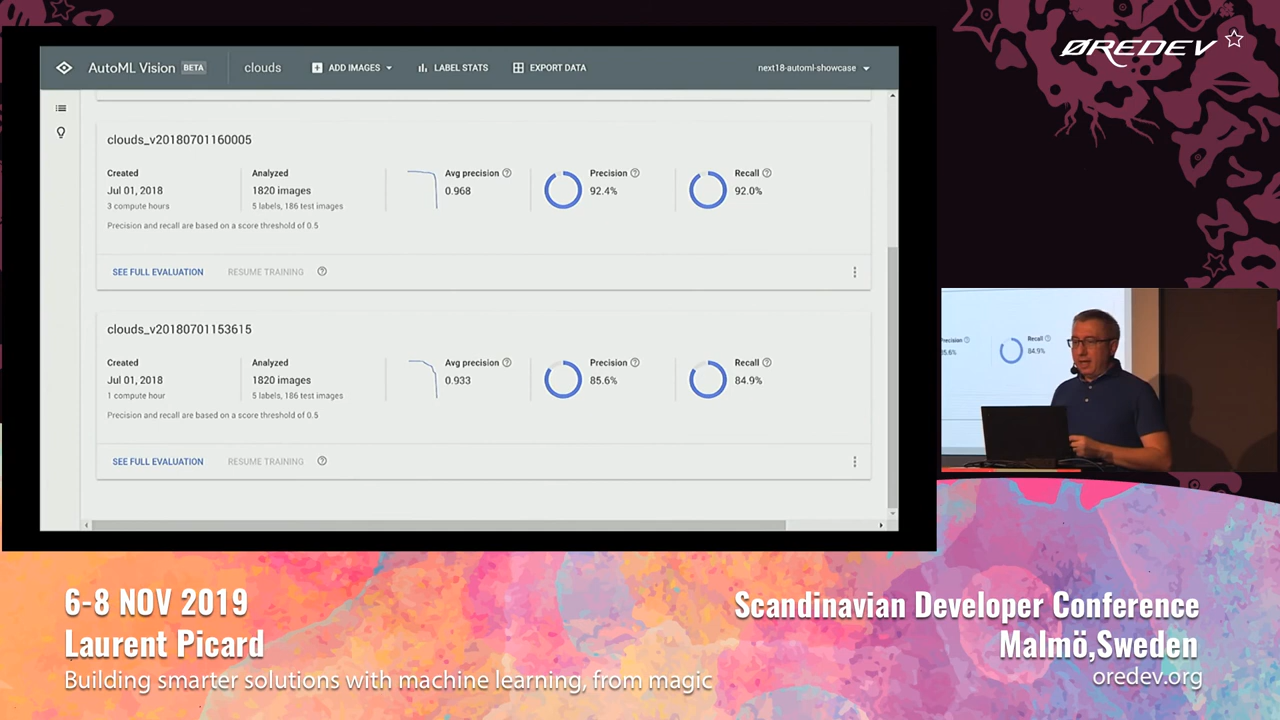 ØREDEV
AutoML Vision BETA
clouds
ADD IMAGES
LABEL STATS
EXPORT DATA
next18-automl-showcase
clouds_v20180701160005
Created
Jul 01, 2018
3 compute hours
Analyzed
1820 images
5 labels, 186 test images
Avg precision
0.968
Precision
92.4%
Recall
92.0%
Precision and recall are based on a score threshold of 0.5
SEE FULL EVALUATION
RESUME TRAINING
clouds_v20180701153615
Created
Jul 01, 2018
1 compute hour
Analyzed
1820 images
5 labels, 186 test images
Avg precision
0.933
Precision
85.6%
Recall
84.9%
Precision and recall are based on a score threshold of 0.5
SEE FULL EVALUATION
RESUME TRAINING
Recall
84.9%
6-8 NOV 2019
Laurent Picard
Building smarter solutions with machine learning, from magic
Scandinavian Developer Conference
Malmö,Sweden
oredev.org